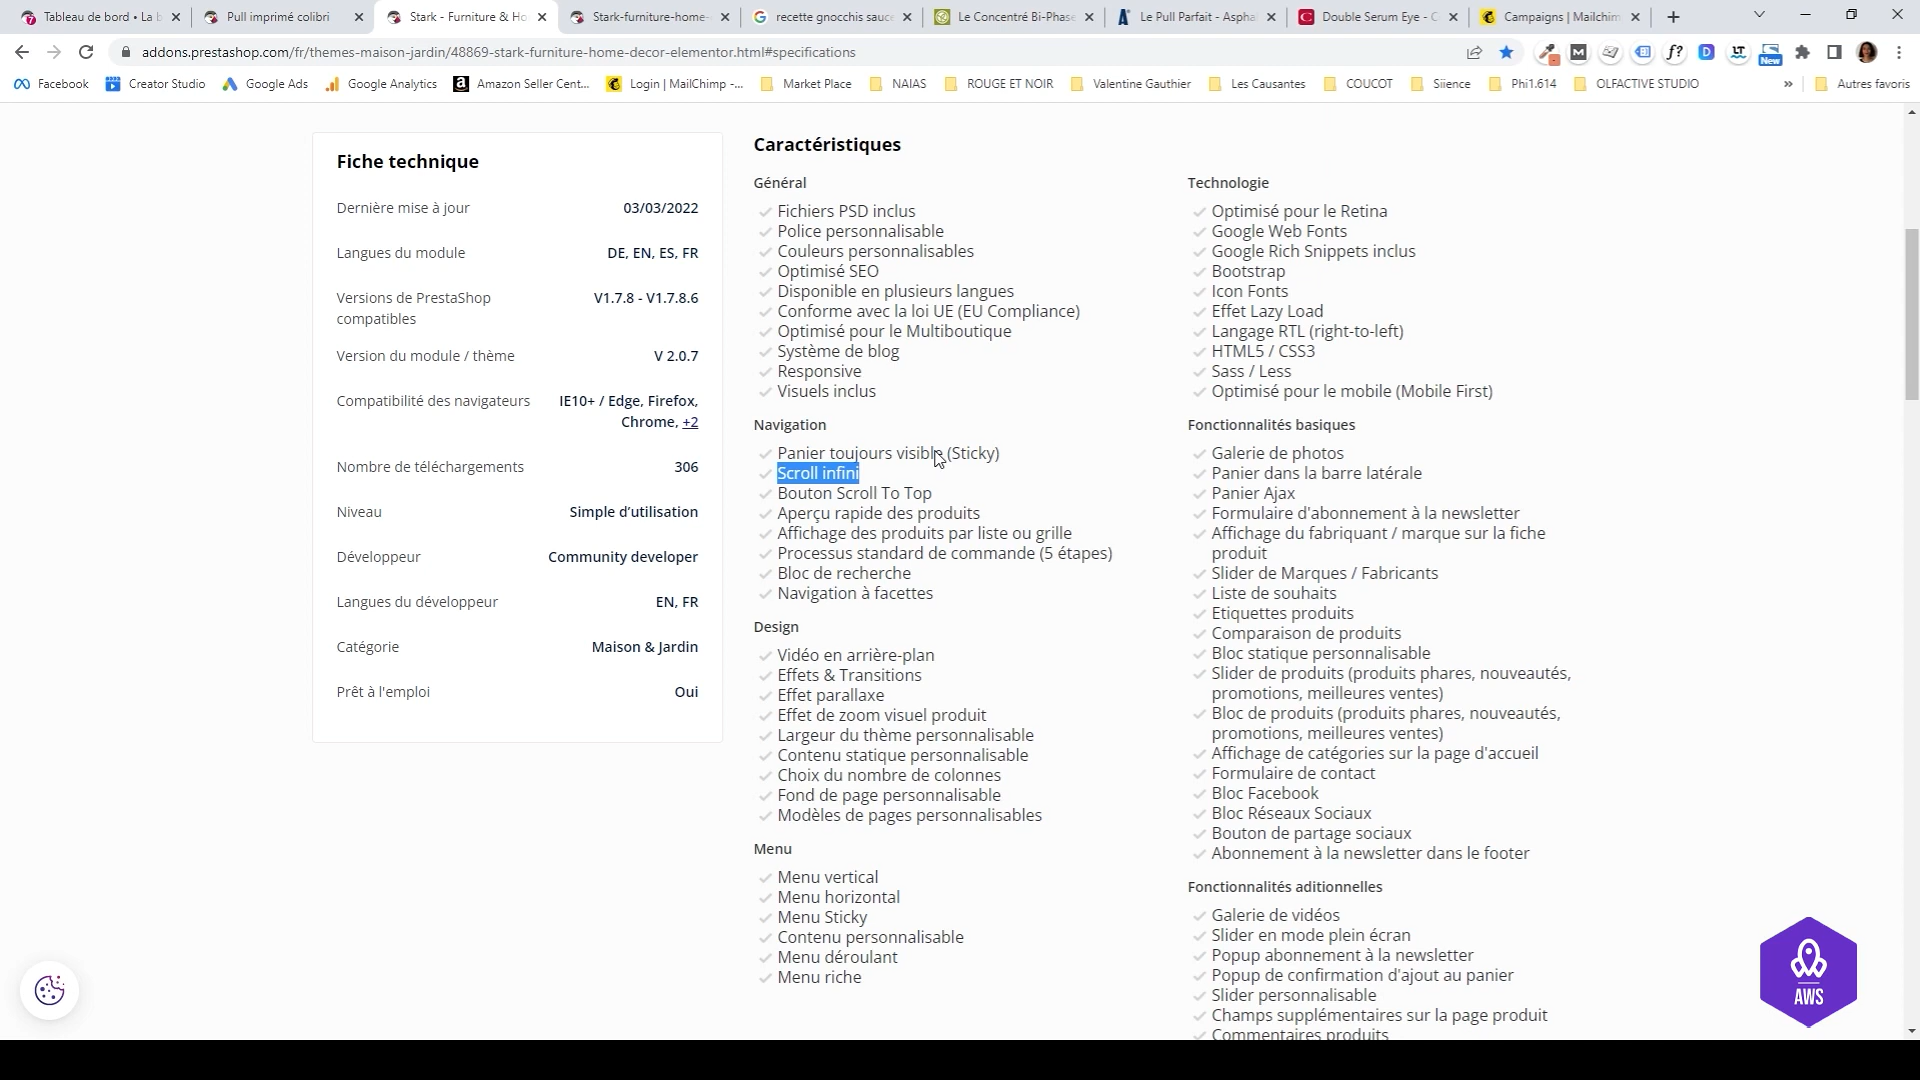 Tableau de bord • La b
Pull imprimé colibri
Stark - Furniture & Ho
Stark-furniture-home-
recette gnocchis sauce
Le Concentré Bi-Phase
Le Pull Parfait - Aspha
Double Serum Eye - C
Campaigns | Mailchim
addons.prestashop.com/fr/themes-maison-jardin/48869-stark-furniture-home-decor-elementor.html#specifications
New
Facebook
Creator Studio
Google Ads
Google Analytics
Amazon Seller Cent...
Login | MailChimp -...
Market Place
NAIAS
ROUGE ET NOIR
Valentine Gauthier
Les Causantes
COUCOT
Siience
Phi1.614
OLFACTIVE STUDIO
»
Autres favoris
Fiche technique
Dernière mise à jour 03/03/2022
Langues du module DE, EN, ES, FR
Versions de PrestaShop V1.7.8 - V1.7.8.6
compatibles
Version du module / thème V 2.0.7
Compatibilité des navigateurs IE10+ / Edge, Firefox,
Chrome, +2
Nombre de téléchargements 306
Niveau Simple d'utilisation
Développeur Community developer
Langues du développeur EN, FR
Catégorie Maison & Jardin
Prêt à l'emploi Oui
Caractéristiques
Général
Fichiers PSD inclus
Police personnalisable
Couleurs personnalisables
Optimisé SEO
Disponible en plusieurs langues
Conforme avec la loi UE (EU Compliance)
Optimisé pour le Multiboutique
Système de blog
Responsive
Visuels inclus
Navigation
Panier toujours visible (Sticky)
Scroll infini
Bouton Scroll To Top
Aperçu rapide des produits
Affichage des produits par liste ou grille
Processus standard de commande (5 étapes)
Bloc de recherche
Navigation à facettes
Design
Vidéo en arrière-plan
Effets & Transitions
Effet parallaxe
Effet de zoom visuel produit
Largeur du thème personnalisable
Contenu statique personnalisable
Choix du nombre de colonnes
Fond de page personnalisable
Modèles de pages personnalisables
Menu
Menu vertical
Menu horizontal
Menu Sticky
Contenu personnalisable
Menu déroulant
Menu riche
Technologie
Optimisé pour le Retina
Google Web Fonts
Google Rich Snippets inclus
Bootstrap
Icon Fonts
Effet Lazy Load
Langage RTL (right-to-left)
HTML5 / CSS3
Sass / Less
Optimisé pour le mobile (Mobile First)
Fonctionnalités basiques
Galerie de photos
Panier dans la barre latérale
Panier Ajax
Formulaire d'abonnement à la newsletter
Affichage du fabriquant / marque sur la fiche
produit
Slider de Marques / Fabricants
Liste de souhaits
Etiquettes produits
Comparaison de produits
Bloc statique personnalisable
Slider de produits (produits phares, nouveautés,
promotions, meilleures ventes)
Bloc de produits (produits phares, nouveautés,
promotions, meilleures ventes)
Affichage de catégories sur la page d'accueil
Formulaire de contact
Bloc Facebook
Bloc Réseaux Sociaux
Bouton de partage sociaux
Abonnement à la newsletter dans le footer
Fonctionnalités aditionnelles
Galerie de vidéos
Slider en mode plein écran
Popup abonnement à la newsletter
Popup de confirmation d'ajout au panier
Slider personnalisable
Champs supplémentaires sur la page produit
Commentaires produits
AWS